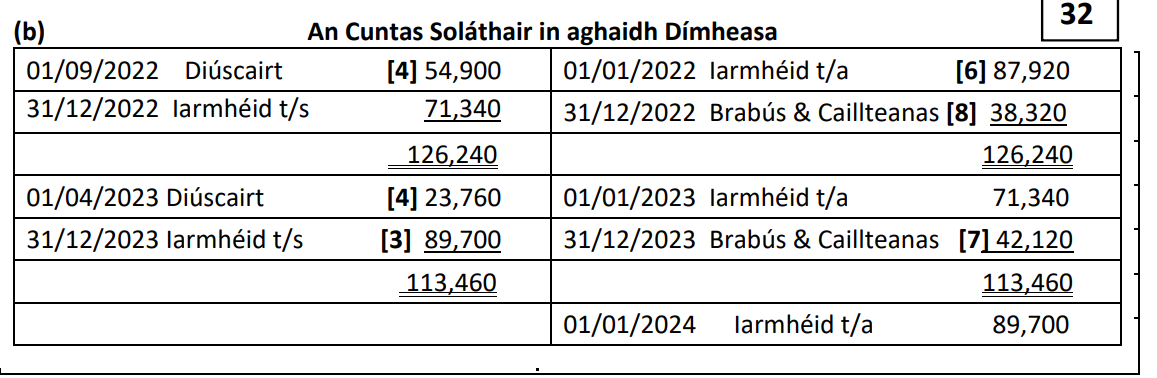 32
(b) An Cuntas Soláthair in aghaidh Dímheasa
01/09/2022 Diúscairt [4] 54,900 01/01/2022 Iarmhéid t/a [6] 87,920
31/12/2022 Iarmhéid t/s 71,340 31/12/2022 Brabús & Caillteanas [8] 38,320
126,240 126,240
01/04/2023 Diúscairt [4] 23,760 01/01/2023 Iarmhéid t/a 71,340
31/12/2023 Iarmhéid t/s [3] 89,700 31/12/2023 Brabús & Caillteanas [7] 42,120
113,460 113,460
01/01/2024 Iarmhéid t/a 89,700